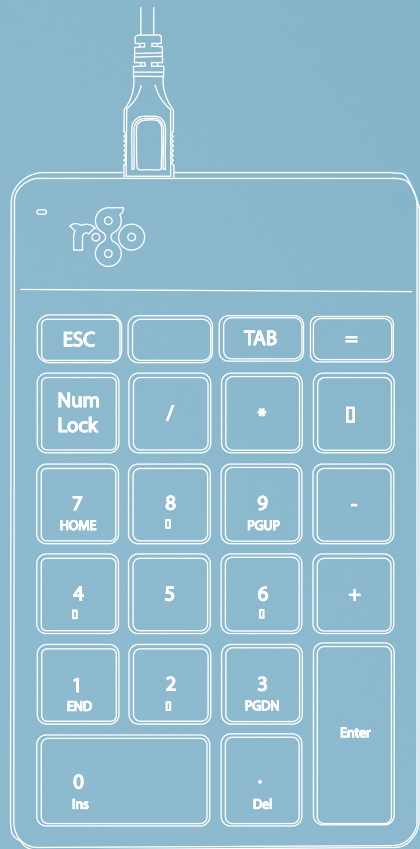 rgo
ESC TAB =
Num
Lock / * ▯
7 8 9 -
HOME ▯ PGUP
4 5 6 +
▯ ▯
1 2 3
END ▯ PGDN
Enter
0 .
Ins Del